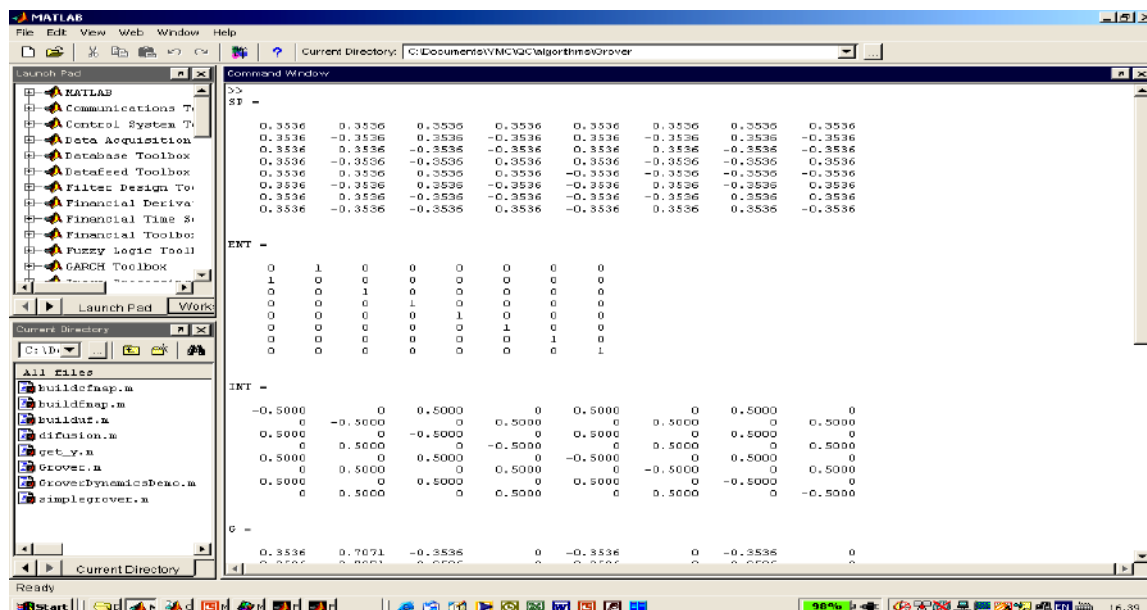 MATLAB
File Edit View Web Window Help
Current Directory: C:\Documents\YMC\QC\algorthms\Grover
Launch Pad
MATLAB
Communications T
Control System T
Data Acquisition
Database Toolbox
Datafeed Toolbox
Filter Design To
Financial Deriva
Financial Time S
Financial Toolbo
Fuzzy Logic Tool
GARCH Toolbox
Launch Pad Work
Current Directory
C:\D
All files
buildcfnap.m
buildfnap.m
builduf.m
difusion.m
get_y.m
Grover.m
GroverDynamicsDemo.m
simplegrover.m
Current Directory
Command Window
>>
SP =
0.3536 0.3536 0.3536 0.3536 0.3536 0.3536 0.3536 0.3536
0.3536 -0.3536 0.3536 -0.3536 0.3536 -0.3536 0.3536 -0.3536
0.3536 0.3536 -0.3536 -0.3536 0.3536 0.3536 -0.3536 -0.3536
0.3536 -0.3536 -0.3536 0.3536 0.3536 -0.3536 -0.3536 0.3536
0.3536 0.3536 0.3536 0.3536 -0.3536 -0.3536 -0.3536 -0.3536
0.3536 -0.3536 0.3536 -0.3536 -0.3536 0.3536 -0.3536 0.3536
0.3536 0.3536 -0.3536 -0.3536 -0.3536 -0.3536 0.3536 0.3536
0.3536 -0.3536 -0.3536 0.3536 -0.3536 0.3536 0.3536 -0.3536
ENT =
0 1 0 0 0 0 0 0
1 0 0 0 0 0 0 0
0 0 1 0 0 0 0 0
0 0 0 1 0 0 0 0
0 0 0 0 1 0 0 0
0 0 0 0 0 1 0 0
0 0 0 0 0 0 1 0
0 0 0 0 0 0 0 1
INT =
-0.5000 0 0.5000 0 0.5000 0 0.5000 0
0 -0.5000 0 0.5000 0 0.5000 0 0.5000
0.5000 0 -0.5000 0 0.5000 0 0.5000 0
0 0.5000 0 -0.5000 0 0.5000 0 0.5000
0.5000 0 0.5000 0 -0.5000 0 0.5000 0
0 0.5000 0 0.5000 0 -0.5000 0 0.5000
0.5000 0 0.5000 0 0.5000 0 -0.5000 0
0 0.5000 0 0.5000 0 0.5000 0 -0.5000
G =
0.3536 0.7071 -0.3536 0 -0.3536 0 -0.3536 0
Ready
Start
98%
EN
16:39